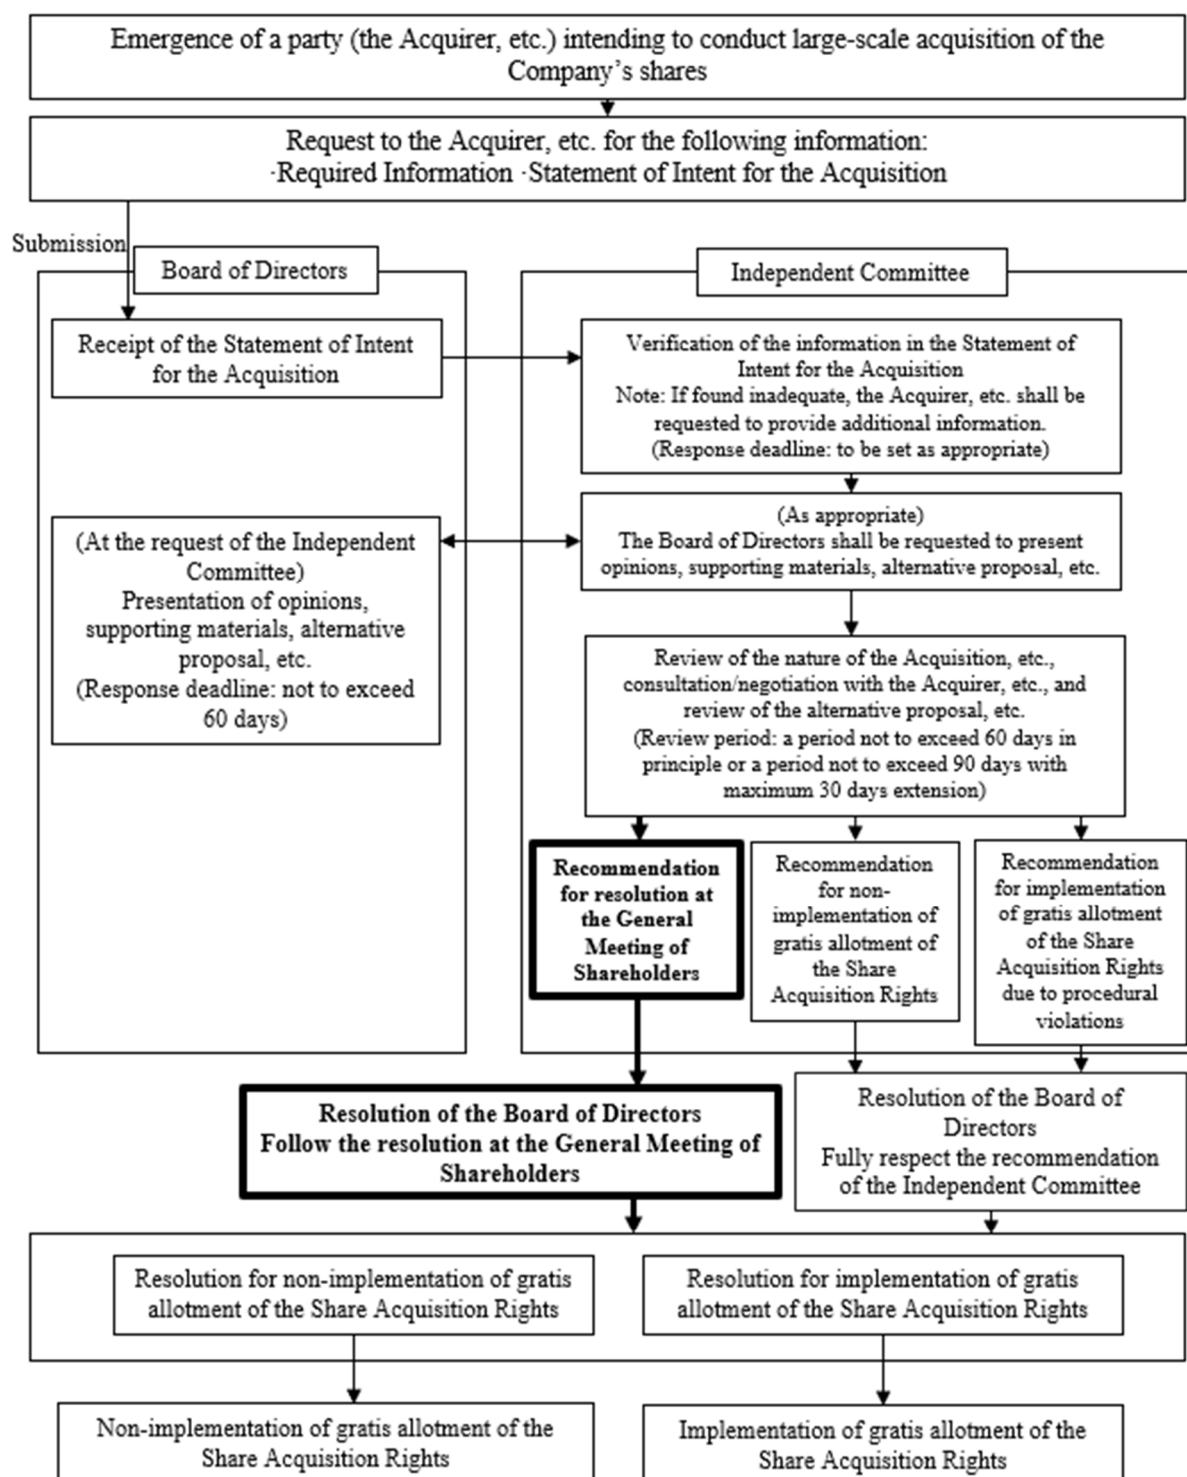 Emergence of a party (the Acquirer, etc.) intending to conduct large-scale acquisition of the
Company's shares
Request to the Acquirer, etc. for the following information:
·Required Information ·Statement of Intent for the Acquisition
Submission
Board of Directors
Independent Committee
Receipt of the Statement of Intent
for the Acquisition
Verification of the information in the Statement of
Intent for the Acquisition
Note: If found inadequate, the Acquirer, etc. shall be
requested to provide additional information.
(Response deadline: to be set as appropriate)
(As appropriate)
The Board of Directors shall be requested to present
opinions, supporting materials, alternative proposal, etc.
(At the request of the Independent
Committee)
Presentation of opinions,
supporting materials, alternative
proposal, etc.
(Response deadline: not to exceed
60 days)
Review of the nature of the Acquisition, etc.,
consultation/negotiation with the Acquirer, etc., and
review of the alternative proposal, etc.
(Review period: a period not to exceed 60 days in
principle or a period not to exceed 90 days with
maximum 30 days extension)
Recommendation
for resolution at
the General
Meeting of
Shareholders
Recommendation
for non-
implementation of
gratis allotment of
the Share
Acquisition Rights
Recommendation
for implementation
of gratis allotment
of the Share
Acquisition Rights
due to procedural
violations
Resolution of the Board of Directors
Follow the resolution at the General Meeting of
Shareholders
Resolution of the Board of
Directors
Fully respect the recommendation
of the Independent Committee
Resolution for non-implementation of gratis
allotment of the Share Acquisition Rights
Resolution for implementation of gratis
allotment of the Share Acquisition Rights
Non-implementation of gratis allotment of the
Share Acquisition Rights
Implementation of gratis allotment of the
Share Acquisition Rights